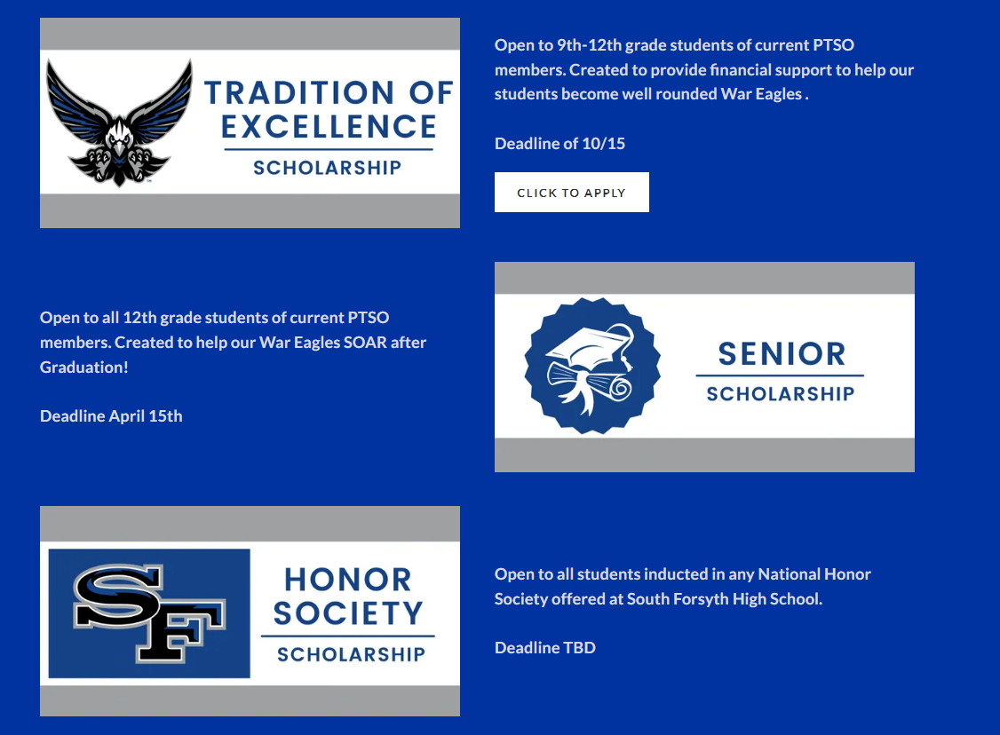 TRADITION OF
EXCELLENCE
SCHOLARSHIP
Open to 9th-12th grade students of current PTSO
members. Created to provide financial support to help our
students become well rounded War Eagles .
Deadline of 10/15
CLICK TO APPLY
Open to all 12th grade students of current PTSO
members. Created to help our War Eagles SOAR after
Graduation!
Deadline April 15th
SENIOR
SCHOLARSHIP
SF
HONOR
SOCIETY
SCHOLARSHIP
Open to all students inducted in any National Honor
Society offered at South Forsyth High School.
Deadline TBD